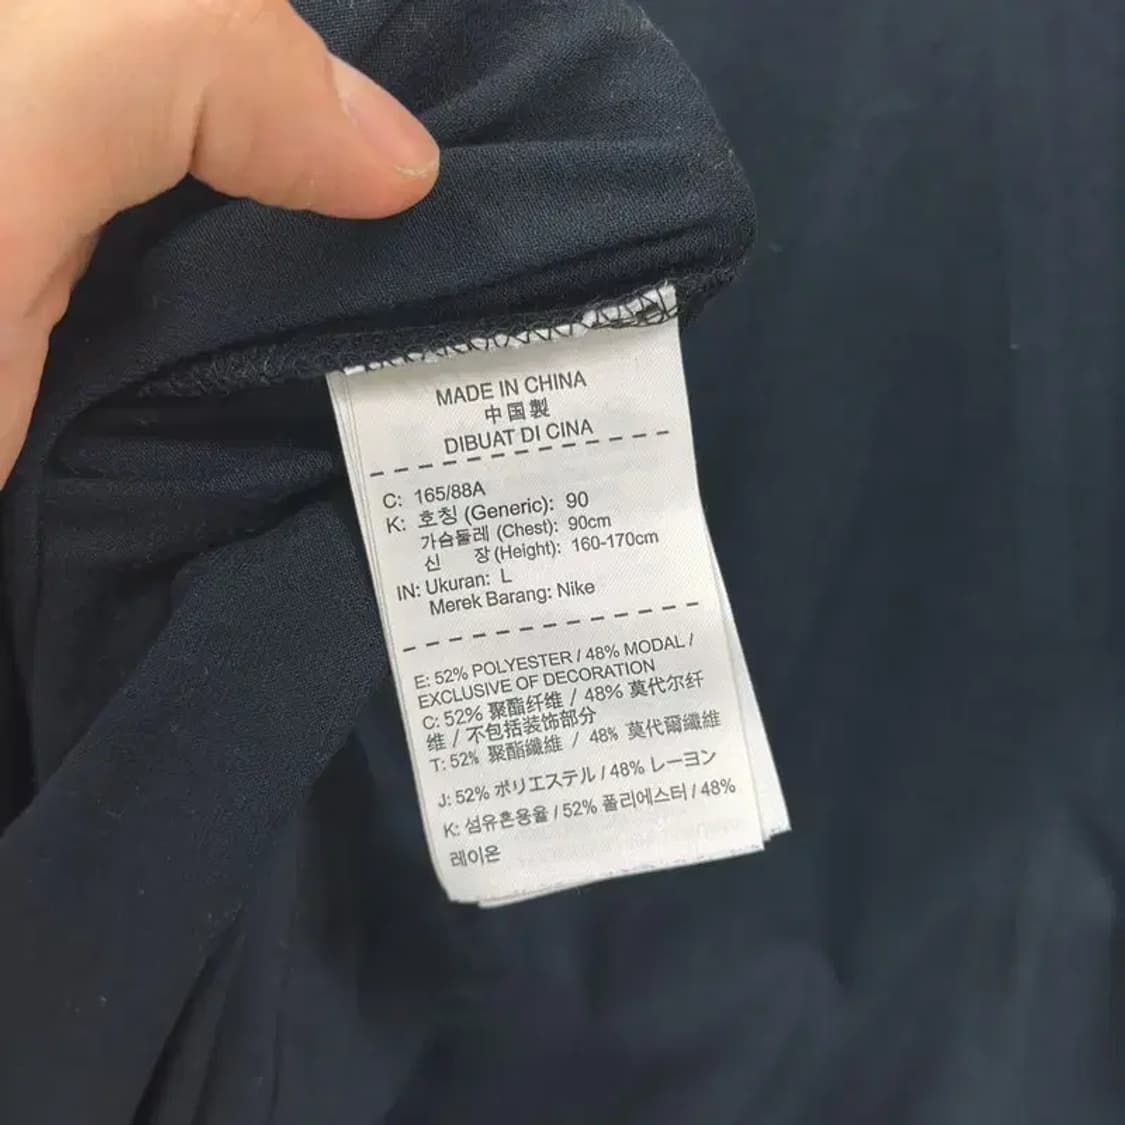 MADE IN CHINA
中国製
DIBUAT DI CINA
C: 165/88A
K: 호칭 (Generic): 90
가슴둘레 (Chest): 90cm
신 장 (Height): 160-170cm
IN: Ukuran: L
Merek Barang: Nike
E: 52% POLYESTER / 48% MODAL /
EXCLUSIVE OF DECORATION
C: 52% 聚酯纤维 / 48% 莫代尔纤
维 / 不包括装饰部分
T: 52% 聚酯纖維 / 48% 莫代爾纖維
J: 52% ポリエステル / 48% レーヨン
K: 섬유혼용율 / 52% 폴리에스터 / 48%
레이온